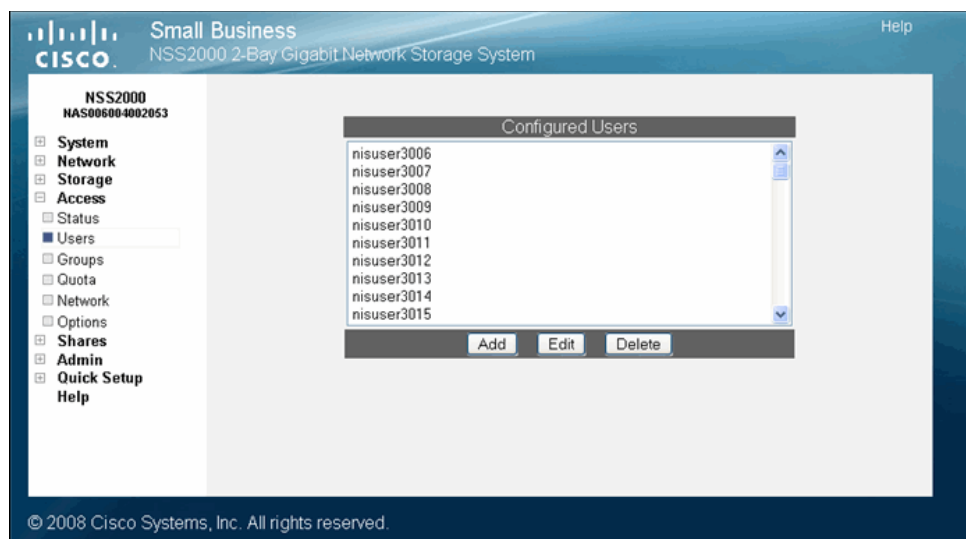 Help
CISCO.
Small Business
NSS2000 2-Bay Gigabit Network Storage System
NSS2000
NAS006004002053
System
Network
Storage
Access
Status
Users
Groups
Quota
Network
Options
Shares
Admin
Quick Setup
Help
Configured Users
nisuser3006
nisuser3007
nisuser3008
nisuser3009
nisuser3010
nisuser3011
nisuser3012
nisuser3013
nisuser3014
nisuser3015
Add Edit Delete
© 2008 Cisco Systems, Inc. All rights reserved.